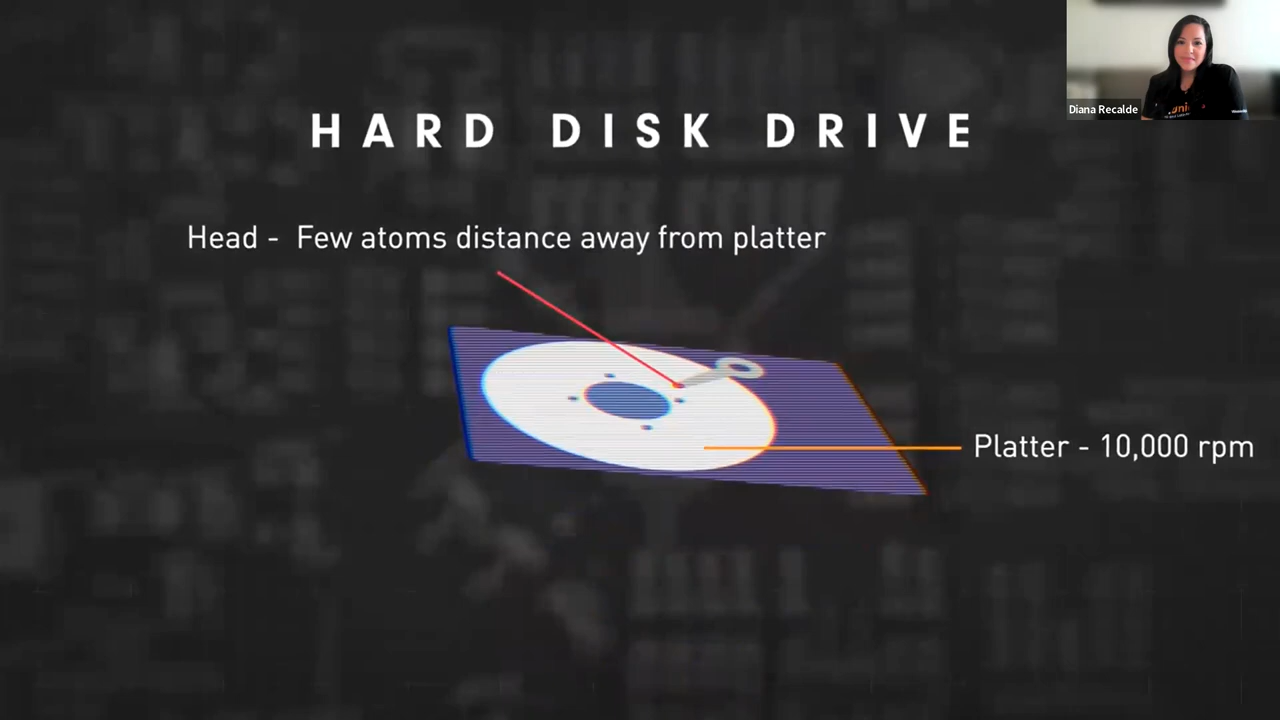 HARD DISK DRIVE
Diana Recalde
Head - Few atoms distance away from platter
Platter - 10,000 rpm